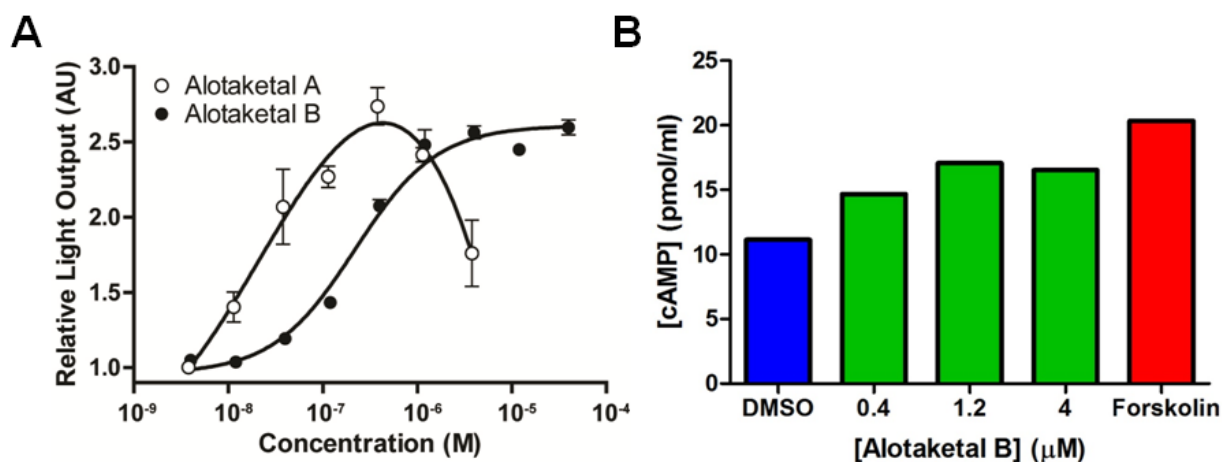 A
Relative Light Output (AU)
3.0
2.5
2.0
1.5
1.0
Alotaketal A
Alotaketal B
10⁻⁹ 10⁻⁸ 10⁻⁷ 10⁻⁶ 10⁻⁵ 10⁻⁴
Concentration (M)
B
[cAMP] (pmol/ml)
25
20
15
10
5
0
DMSO 0.4 1.2 4 Forskolin
[Alotaketal B] (μM)